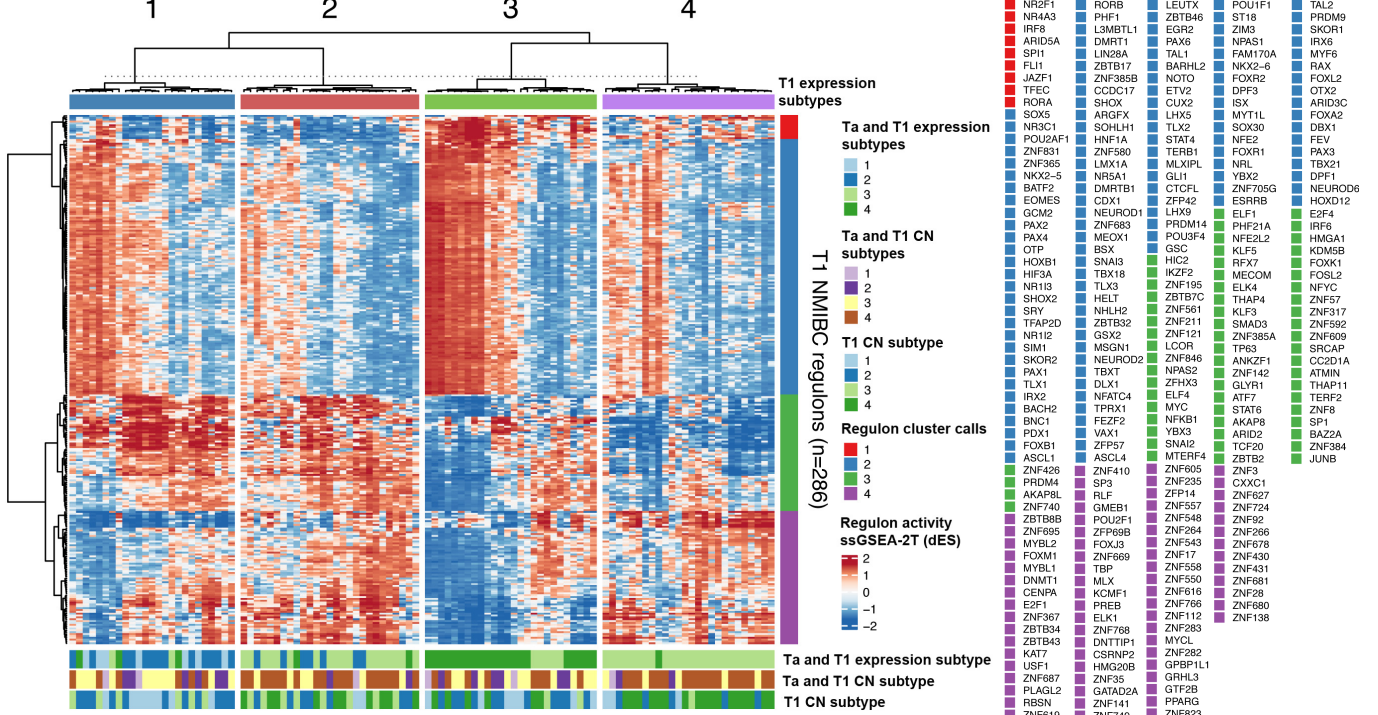 1 2 3 4
T1 expression
subtypes
Ta and T1 expression
subtypes
1
2
3
4
Ta and T1 CN
subtypes
1
2
3
4
T1 CN subtype
1
2
3
4
Regulon cluster calls
1
2
3
4
Regulon activity
ssGSEA-2T (dES)
2
1
0
−1
−2
T1 NMIBC regulons (n=286)
Ta and T1 expression subtype
Ta and T1 CN subtype
T1 CN subtype
NR2F1
NR4A3
IRF8
ARID5A
SPI1
FLI1
JAZF1
TFEC
RORA
SOX5
NR3C1
POU2AF1
ZNF831
ZNF365
NKX2−5
BATF2
EOMES
GCM2
PAX2
PAX4
OTP
HOXB1
HIF3A
NR1I3
SHOX2
SRY
TFAP2D
NR1I2
SIM1
SKOR2
PAX1
TLX1
IRX2
BACH2
BNC1
PDX1
FOXB1
ASCL1
ZNF426
PRDM4
AKAP8L
ZNF740
ZBTB8B
ZNF695
MYBL2
FOXM1
MYBL1
DNMT1
CENPA
E2F1
ZNF367
ZBTB34
ZBTB43
KAT7
USF1
ZNF687
PLAGL2
RBSN
RORB
PHF1
L3MBTL1
DMRT1
LIN28A
ZBTB17
ZNF385B
CCDC17
SHOX
ARGFX
SOHLH1
HNF1A
ZNF580
LMX1A
NR5A1
DMRTB1
CDX1
NEUROD1
ZNF683
MEOX1
BSX
SNAI3
TBX18
TLX3
HELT
NHLH2
ZBTB32
GSX2
MSGN1
NEUROD2
TBXT
DLX1
NFATC4
TPRX1
FEZF2
VAX1
ZFP57
ASCL4
ZNF410
SP3
RLF
GMEB1
POU2F1
ZFP69B
FOXJ3
ZNF669
TBP
MLX
KCMF1
PREB
ELK1
ZNF768
DNTTIP1
CSRNP2
HMG20B
ZNF35
GATAD2A
ZNF141
LEUTX
ZBTB46
EGR2
PAX6
TAL1
BARHL2
NOTO
ETV2
CUX2
LHX5
TLX2
STAT4
TERB1
MLXIPL
GLI1
CTCFL
ZFP42
LHX9
PRDM14
POU3F4
GSC
HIC2
IKZF2
ZNF195
ZBTB7C
ZNF561
ZNF211
ZNF121
LCOR
ZNF846
NPAS2
ZFHX3
ELF4
MYC
NFKB1
YBX3
SNAI2
MTERF4
ZNF605
ZNF235
ZFP14
ZNF557
ZNF548
ZNF264
ZNF543
ZNF17
ZNF558
ZNF550
ZNF616
ZNF766
ZNF112
ZNF283
MYCL
ZNF282
GPBP1L1
GRHL3
GTF2B
PPARG
POU1F1
ST18
ZIM3
NPAS1
FAM170A
NKX2−6
FOXR2
DPF3
ISX
MYT1L
SOX30
NFE2
FOXR1
NRL
YBX2
ZNF705G
ESRRB
ELF1
PHF21A
NFE2L2
KLF5
RFX7
MECOM
ELK4
THAP4
KLF3
SMAD3
ZNF385A
TP63
ANKZF1
ZNF142
GLYR1
ATF7
STAT6
AKAP8
ARID2
TCF20
ZBTB2
ZNF3
CXXC1
ZNF627
ZNF724
ZNF92
ZNF266
ZNF678
ZNF430
ZNF431
ZNF681
ZNF28
ZNF680
ZNF138
TAL2
PRDM9
SKOR1
IRX6
MYF6
RAX
FOXL2
OTX2
ARID3C
FOXA2
DBX1
FEV
PAX3
TBX21
DPF1
NEUROD6
HOXD12
E2F4
IRF6
HMGA1
KDM5B
FOXK1
FOSL2
NFYC
ZNF57
ZNF317
ZNF592
ZNF609
SRCAP
CC2D1A
ATMIN
THAP11
TERF2
ZNF8
SP1
BAZ2A
ZNF384
JUNB